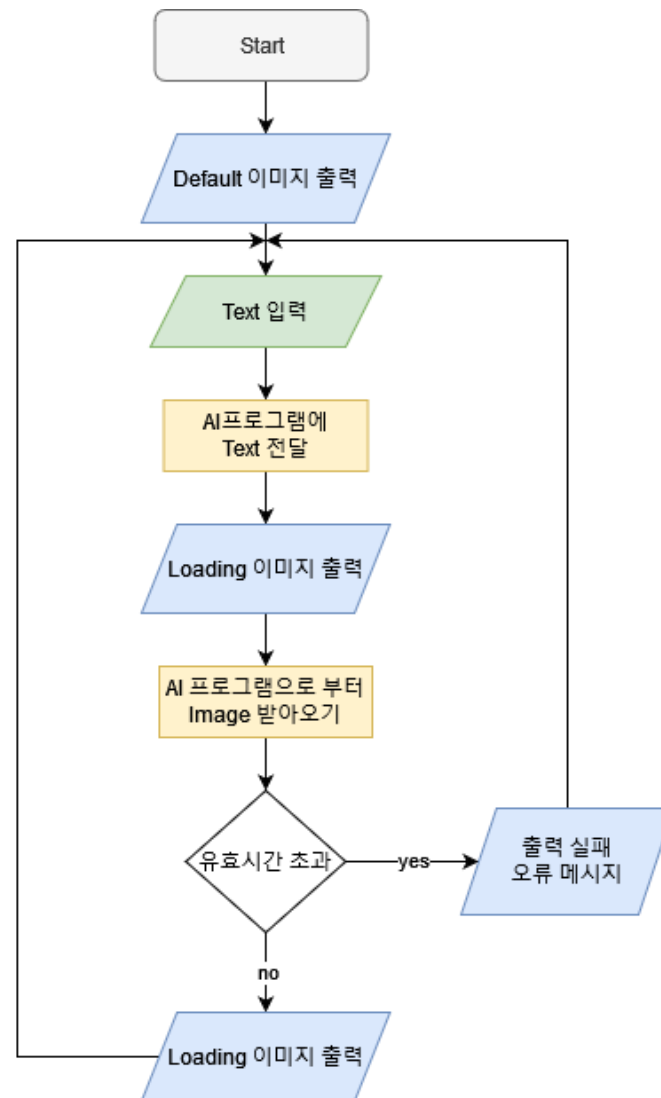 Start
Default 이미지 출력
Text 입력
AI프로그램에
Text 전달
Loading 이미지 출력
AI 프로그램으로 부터
Image 받아오기
유효시간 초과
yes
출력 실패
오류 메시지
no
Loading 이미지 출력